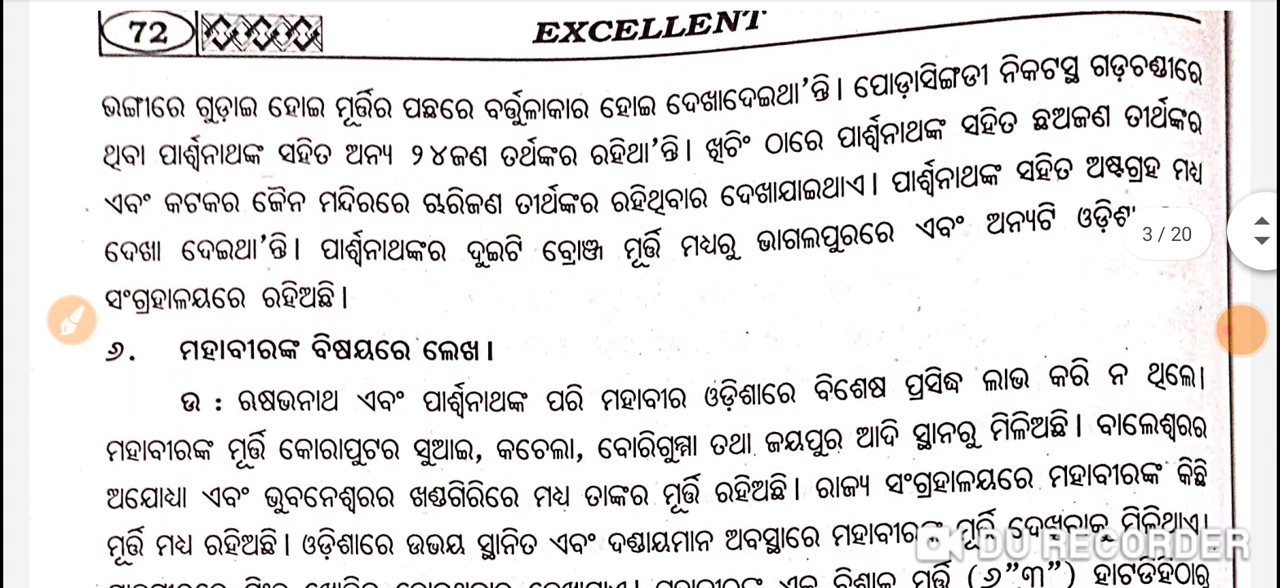 72 EXCELLENT
ଭଙ୍ଗୀରେ ଗୁଡ଼ାଇ ହୋଇ ମୂର୍ତ୍ତିର ପଛରେ ବର୍ତ୍ତୁଳାକାର ହୋଇ ଦେଖାଦେଇଥା'ନ୍ତି। ପୋଡ଼ାସିଙ୍ଗଡୀ ନିକଟସ୍ଥ ଗଡ଼ଚଣ୍ଡୀରେ
ଥିବା ପାର୍ଶ୍ୱନାଥଙ୍କ ସହିତ ଅନ୍ୟ ୨୪ଜଣ ତର୍ଥଙ୍କର ରହିଥା'ନ୍ତି। ଖିଚିଂ ଠାରେ ପାର୍ଶ୍ୱନାଥଙ୍କ ସହିତ ଛଅଜଣ ତୀର୍ଥଙ୍କର
ଏବଂ କଟକର ଜୈନ ମନ୍ଦିରରେ ଚାରିଜଣ ତୀର୍ଥଙ୍କର ରହିଥିବାର ଦେଖାଯାଇଥାଏ। ପାର୍ଶ୍ୱନାଥଙ୍କ ସହିତ ଅଷ୍ଟଗ୍ରହ ମଧ୍ୟ
ଦେଖା ଦେଇଥା'ନ୍ତି। ପାର୍ଶ୍ୱନାଥଙ୍କର ଦୁଇଟି ବ୍ରୋଞ୍ଜ ମୂର୍ତ୍ତି ମଧ୍ୟରୁ ଭାଗଲପୁରରେ ଏବଂ ଅନ୍ୟଟି 3 / 20
ସଂଗ୍ରହାଳୟରେ ରହିଅଛି।
୬. ମହାବୀରଙ୍କ ବିଷୟରେ ଲେଖ।
ଉ : ଋଷଭନାଥ ଏବଂ ପାର୍ଶ୍ୱନାଥଙ୍କ ପରି ମହାବୀର ଓଡ଼ିଶାରେ ବିଶେଷ ପ୍ରସିଦ୍ଧି ଲାଭ କରି ନ ଥିଲେ।
ମହାବୀରଙ୍କ ମୂର୍ତ୍ତି କୋରାପୁଟର ସୁଆଇ, କଚେଲା, ବୋରିଗୁମ୍ମା ତଥା ଜୟପୁର ଆଦି ସ୍ଥାନରୁ ମିଳିଅଛି। ବାଲେଶ୍ୱରର
ଅଯୋଧ୍ୟା ଏବଂ ଭୁବନେଶ୍ୱରର ଖଣ୍ଡଗିରିରେ ମଧ୍ୟ ତାଙ୍କର ମୂର୍ତ୍ତି ରହିଅଛି। ରାଜ୍ୟ ସଂଗ୍ରହାଳୟରେ ମହାବୀରଙ୍କ କିଛି
ମୂର୍ତ୍ତି ମଧ୍ୟ ରହିଅଛି। ଓଡ଼ିଶାରେ ଉଭୟ ସ୍ଥାନିତ ଏବଂ ଦଣ୍ଡାୟମାନ ଅବସ୍ଥାରେ ମହାବୀରଙ୍କ ମୂର୍ତ୍ତି ଦେଖିବାକୁ ମିଳିଥାଏ।
DU RECORDER
ଏକ ବିଶାଳ ମୂର୍ତ୍ତି (୬"୩") ହାଟଡିହିଠାରୁ